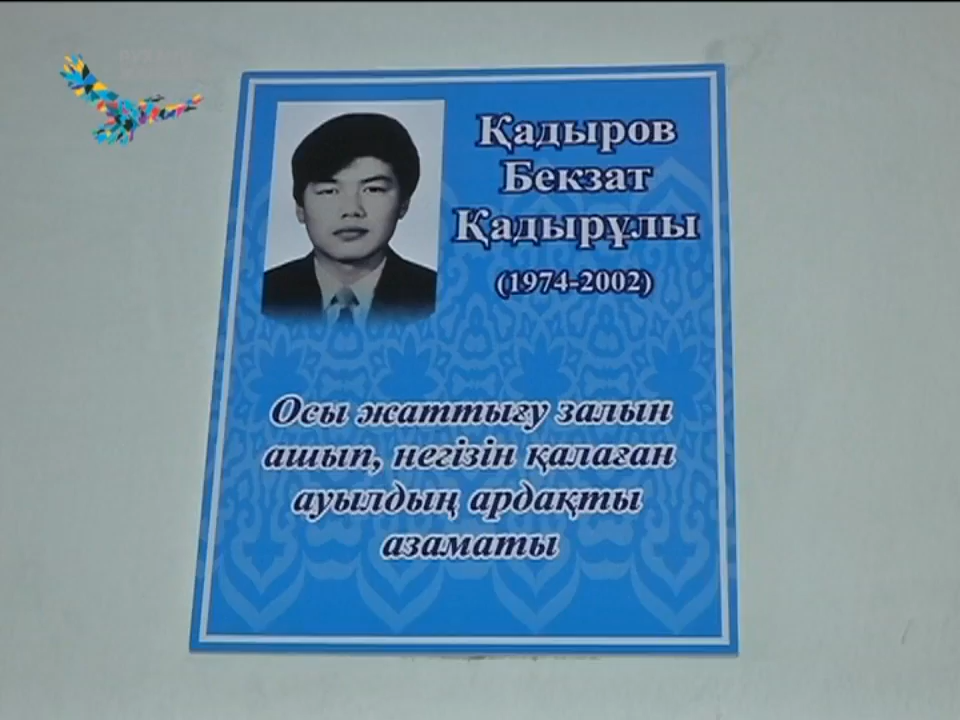 Қадыров
Бекзат
Қадырұлы
(1974-2002)
Осы жаттығу залын
ашып, негізін қалаған
ауылдың ардақты
азаматы